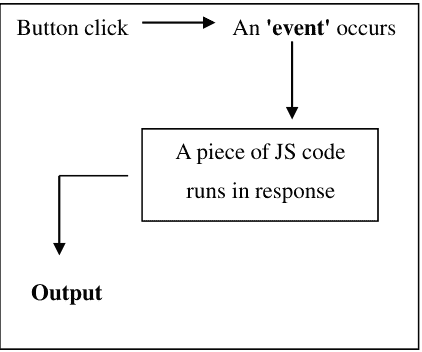 Button click
An 'event' occurs
A piece of JS code
runs in response
Output